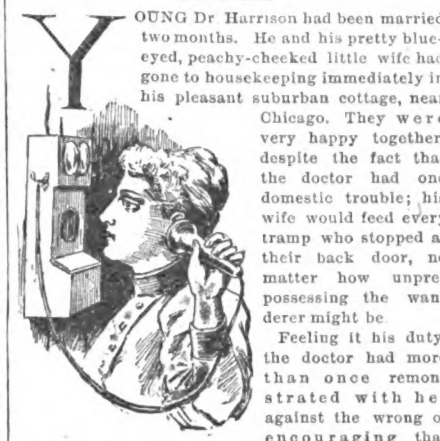 YOUNG Dr. Harrison had been married
two months. He and his pretty blue-
eyed, peachy-cheeked little wife had
gone to housekeeping immediately in
his pleasant suburban cottage, near
Chicago. They were
very happy together,
despite the fact that
the doctor had one
domestic trouble; his
wife would feed every
tramp who stopped at
their back door, no
matter how unpre-
possessing the wan-
derer might be.
Feeling it his duty,
the doctor had more
than once remon-
strated with her
against the wrong of
encouraging that